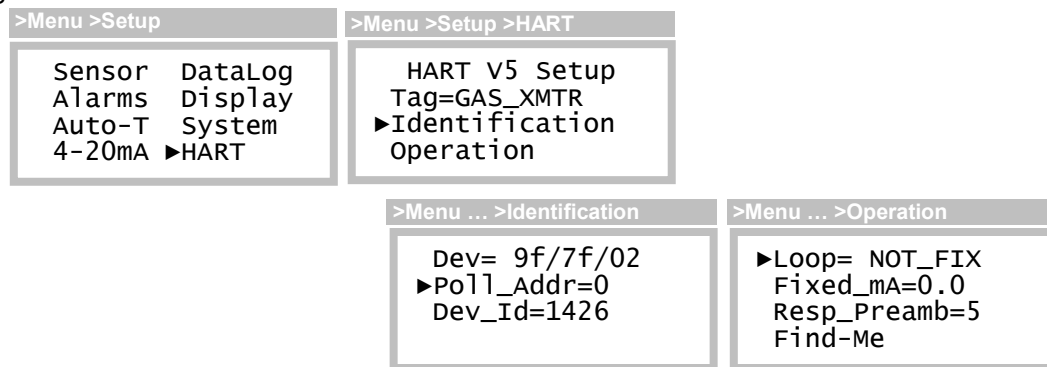 >Menu >Setup
Sensor DataLog
Alarms Display
Auto-T System
4-20mA ►HART
>Menu >Setup >HART
HART V5 Setup
Tag=GAS_XMTR
►Identification
Operation
>Menu … >Identification
Dev= 9f/7f/02
►Poll_Addr=0
Dev_Id=1426
>Menu … >Operation
►Loop= NOT_FIX
Fixed_mA=0.0
Resp_Preamb=5
Find-Me